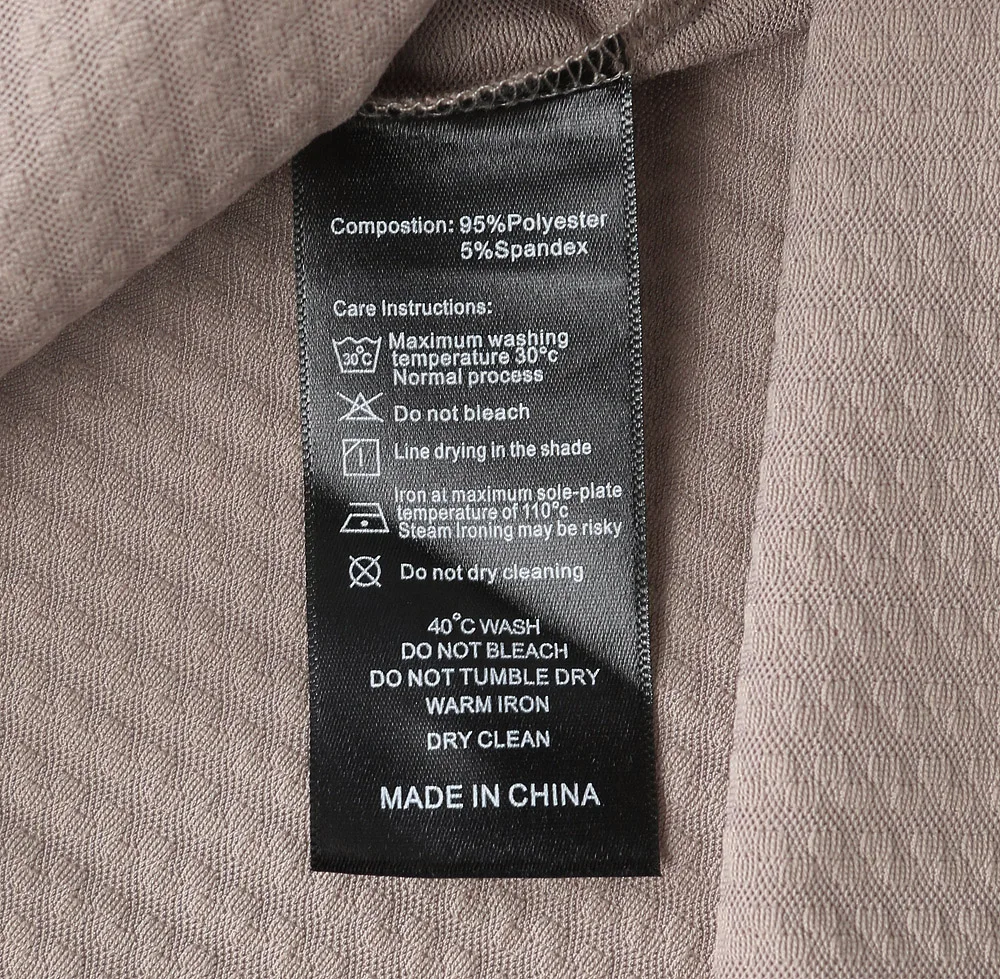 Compostion: 95%Polyester
5%Spandex
Care Instructions:
30°C
Maximum washing
temperature 30°c
Normal process
Do not bleach
Line drying in the shade
Iron at maximum sole-plate
temperature of 110°c
Steam Ironing may be risky
Do not dry cleaning
40°C WASH
DO NOT BLEACH
DO NOT TUMBLE DRY
WARM IRON
DRY CLEAN
MADE IN CHINA